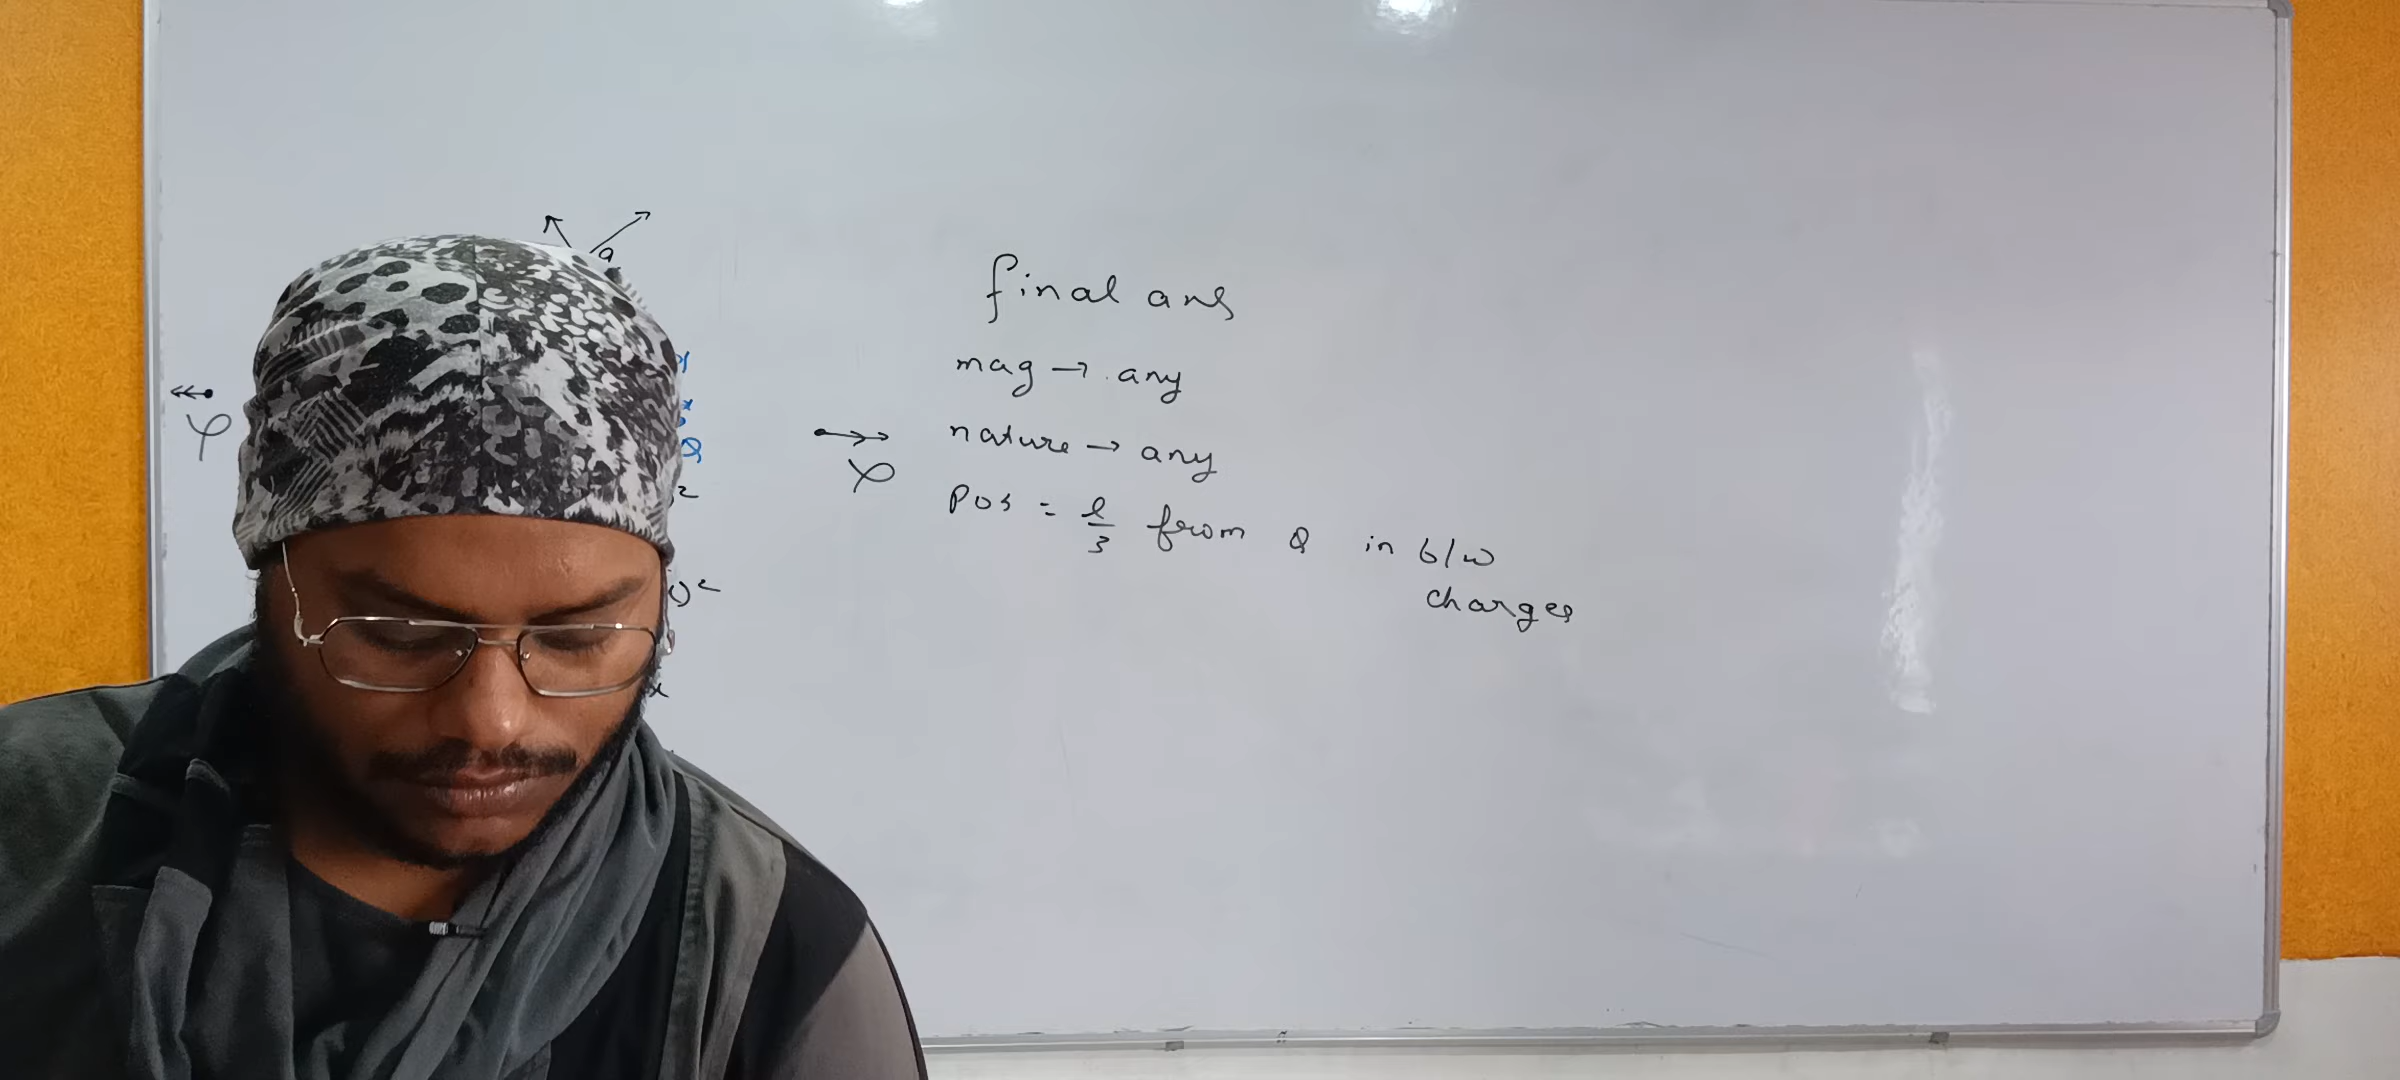 final ans
mag → any
nature → any
Pos = l/3 from Q in b/w
charges